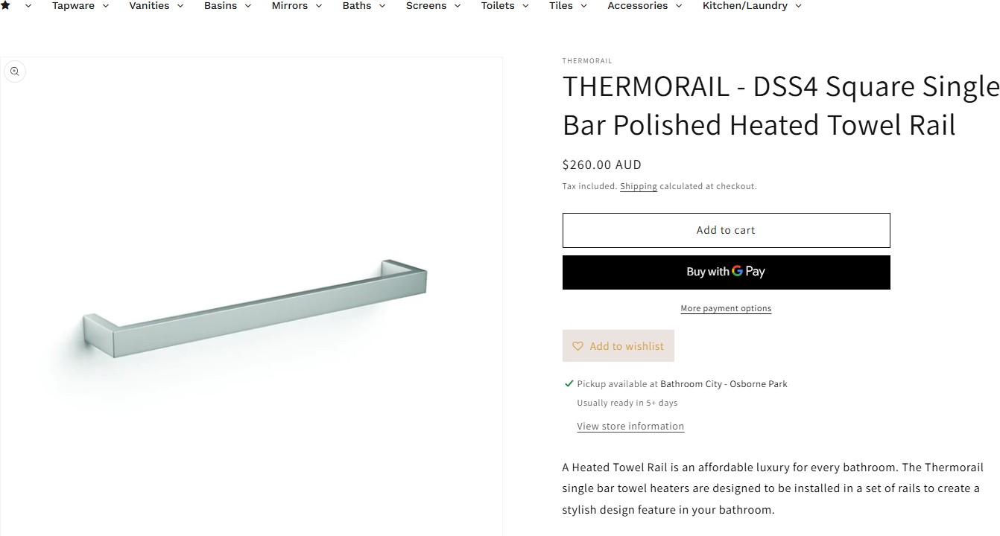 Tapware Vanities Basins Mirrors Baths Screens Toilets Tiles Accessories Kitchen/Laundry
THERMORAIL
THERMORAIL - DSS4 Square Single
Bar Polished Heated Towel Rail
$260.00 AUD
Tax included. Shipping calculated at checkout.
Add to cart
Buy with G Pay
More payment options
Add to wishlist
Pickup available at Bathroom City - Osborne Park
Usually ready in 5+ days
View store information
A Heated Towel Rail is an affordable luxury for every bathroom. The Thermorail
single bar towel heaters are designed to be installed in a set of rails to create a
stylish design feature in your bathroom.